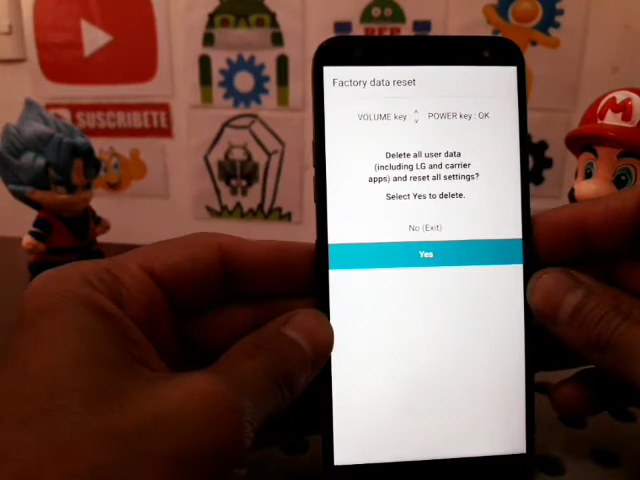 Factory data reset
VOLUME key : POWER key : OK
Delete all user data
(including LG and carrier
apps) and reset all settings?
Select Yes to delete.
No (Exit)
Yes
SUSCRIBETE
M